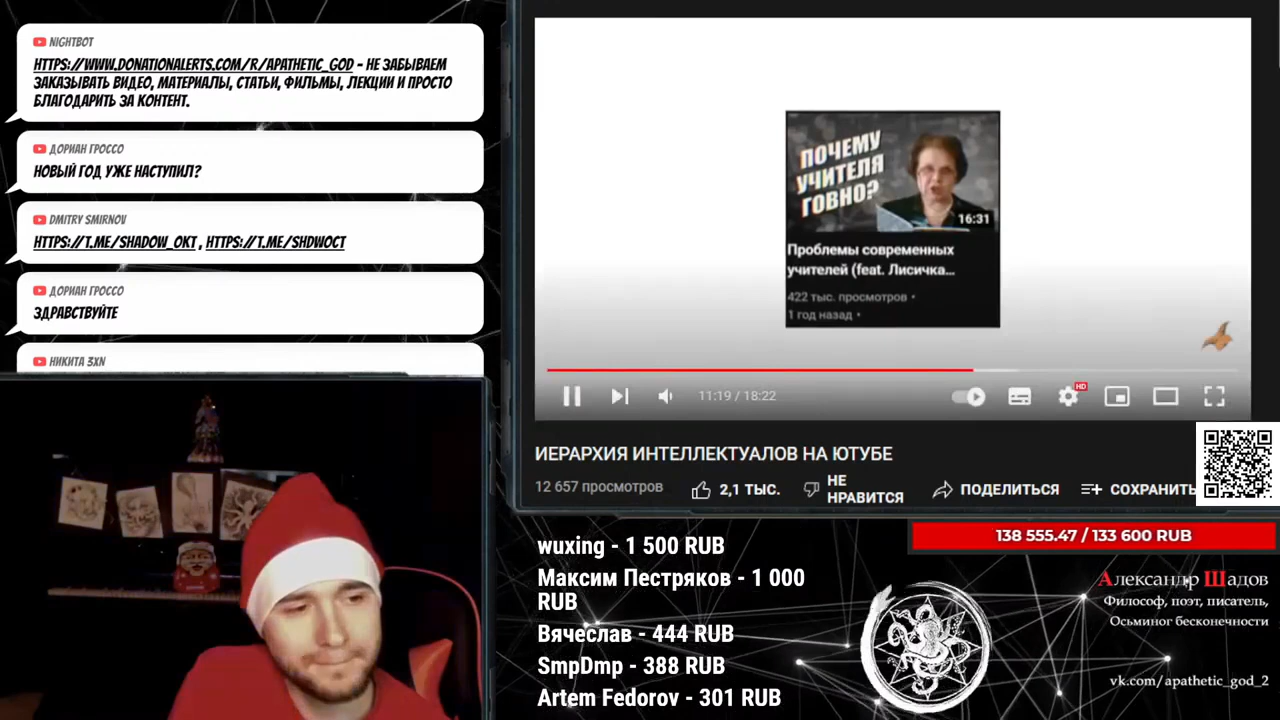 NIGHTBOT
HTTPS://WWW.DONATIONALERTS.COM/R/APATHETIC_GOD - НЕ ЗАБЫВАЕМ
ЗАКАЗЫВАТЬ ВИДЕО, МАТЕРИАЛЫ, СТАТЬИ, ФИЛЬМЫ, ЛЕКЦИИ И ПРОСТО
БЛАГОДАРИТЬ ЗА КОНТЕНТ.
ДОРИАН ГРОССО
НОВЫЙ ГОД УЖЕ НАСТУПИЛ?
DMITRY SMIRNOV
HTTPS://T.ME/SHADOW_OKT , HTTPS://T.ME/SHDWOCT
ДОРИАН ГРОССО
ЗДРАВСТВУЙТЕ
НИКИТА 3XN
ПОЧЕМУ
УЧИТЕЛЯ
ГОВНО?
16:31
Проблемы современных
учителей (feat. Лисичка...
422 тыс. просмотров •
1 год назад •
11:19 / 18:22
HD
ИЕРАРХИЯ ИНТЕЛЛЕКТУАЛОВ НА ЮТУБЕ
12 657 просмотров
2,1 ТЫС.
НЕ
НРАВИТСЯ
ПОДЕЛИТЬСЯ
СОХРАНИТЬ
138 555.47 / 133 600 RUB
wuxing - 1 500 RUB
Максим Пестряков - 1 000
RUB
Вячеслав - 444 RUB
SmpDmp - 388 RUB
Artem Fedorov - 301 RUB
Александр Шадов
Философ, поэт, писатель,
Осьминог бесконечности
vk.com/apathetic_god_2